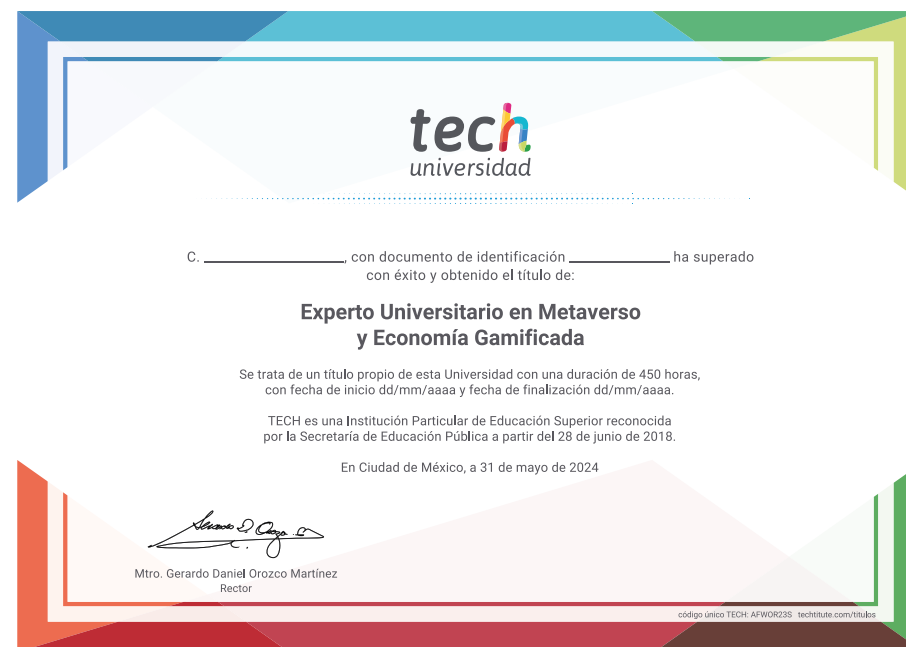 tech
universidad
C. ____________________, con documento de identificación ______________ ha superado
con éxito y obtenido el título de:
Experto Universitario en Metaverso
y Economía Gamificada
Se trata de un título propio de esta Universidad con una duración de 450 horas,
con fecha de inicio dd/mm/aaaa y fecha de finalización dd/mm/aaaa.
TECH es una Institución Particular de Educación Superior reconocida
por la Secretaría de Educación Pública a partir del 28 de junio de 2018.
En Ciudad de México, a 31 de mayo de 2024
Mtro. Gerardo Daniel Orozco Martínez
Rector
código único TECH: AFWOR23S techtitute.com/titulos